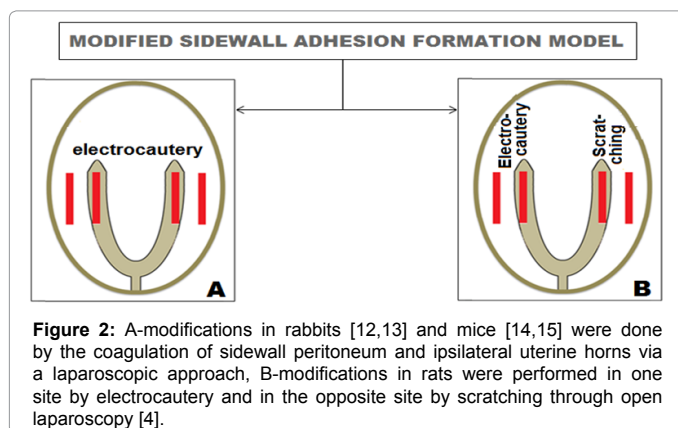 MODIFIED SIDEWALL ADHESION FORMATION MODEL
electrocautery
A
Electro-
cautery
Scrat-
ching
B
Figure 2: A-modifications in rabbits [12,13] and mice [14,15] were done
by the coagulation of sidewall peritoneum and ipsilateral uterine horns via
a laparoscopic approach, B-modifications in rats were performed in one
site by electrocautery and in the opposite site by scratching through open
laparoscopy [4].